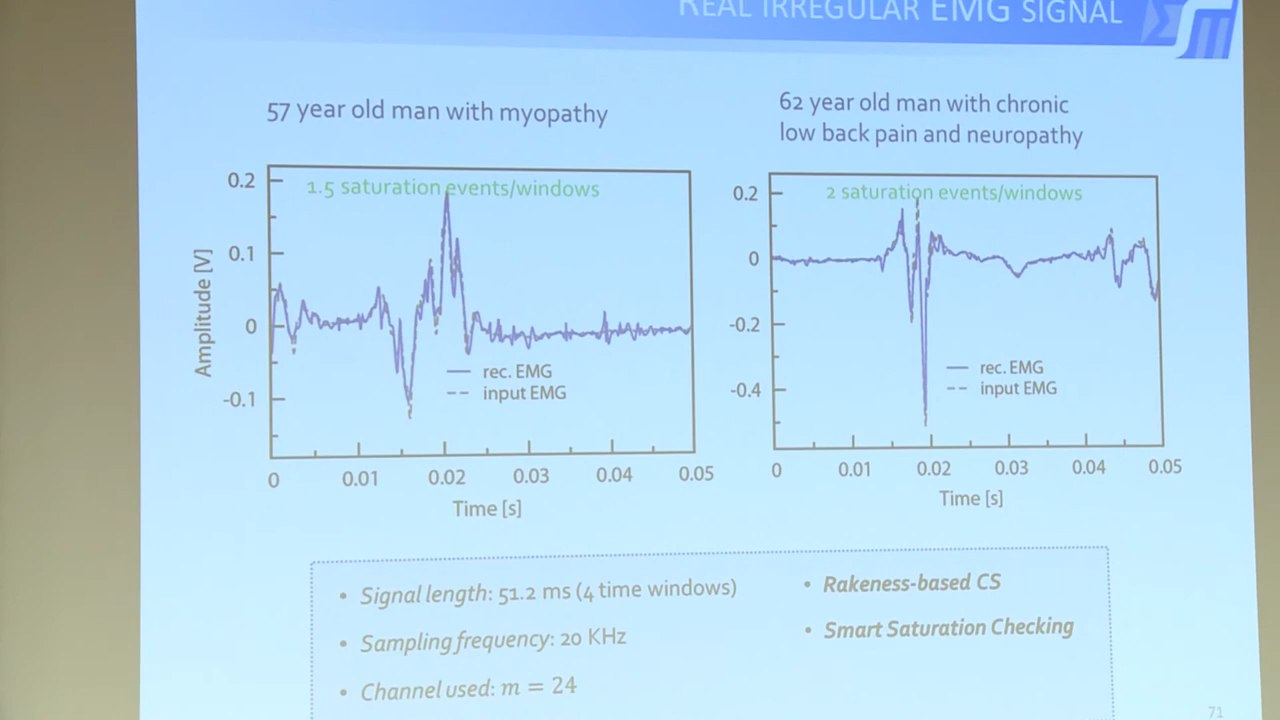 REAL IRREGULAR EMG SIGNAL
57 year old man with myopathy
62 year old man with chronic
low back pain and neuropathy
1.5 saturation events/windows
0.2
0.1
0
-0.1
Amplitude [V]
rec. EMG
input EMG
0 0.01 0.02 0.03 0.04 0.05
Time [s]
2 saturation events/windows
0.2
0
-0.2
-0.4
rec. EMG
input EMG
0 0.01 0.02 0.03 0.04 0.05
Time [s]
• Signal length: 51.2 ms (4 time windows)
• Sampling frequency: 20 KHz
• Channel used: m = 24
• Rakeness-based CS
• Smart Saturation Checking
71